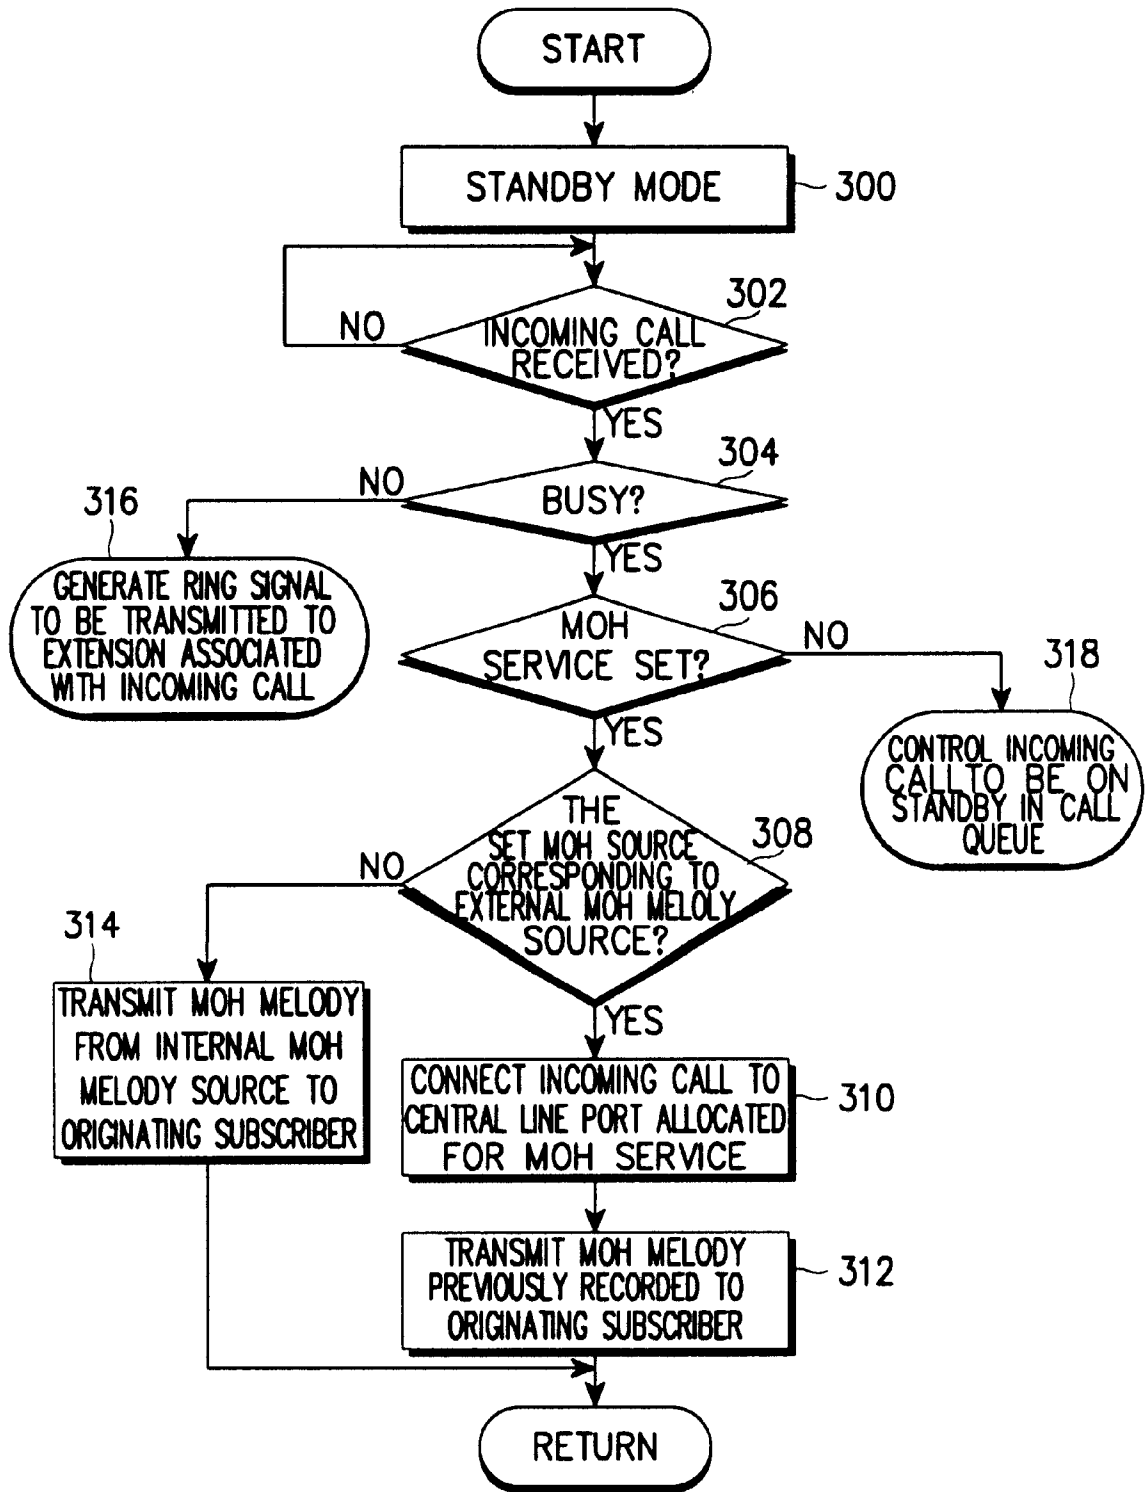 START
STANDBY MODE
300
302
INCOMING CALL
RECEIVED?
NO
YES
304
BUSY?
NO
YES
316
GENERATE RING SIGNAL
TO BE TRANSMITTED TO
EXTENSION ASSOCIATED
WITH INCOMING CALL
306
MOH
SERVICE SET?
NO
YES
318
CONTROL INCOMING
CALL TO BE ON
STANDBY IN CALL
QUEUE
308
THE
SET MOH SOURCE
CORRESPONDING TO
EXTERNAL MOH MELOLY
SOURCE?
NO
YES
314
TRANSMIT MOH MELODY
FROM INTERNAL MOH
MELODY SOURCE TO
ORIGINATING SUBSCRIBER
CONNECT INCOMING CALL TO
CENTRAL LINE PORT ALLOCATED
FOR MOH SERVICE
310
TRANSMIT MOH MELODY
PREVIOUSLY RECORDED TO
ORIGINATING SUBSCRIBER
312
RETURN